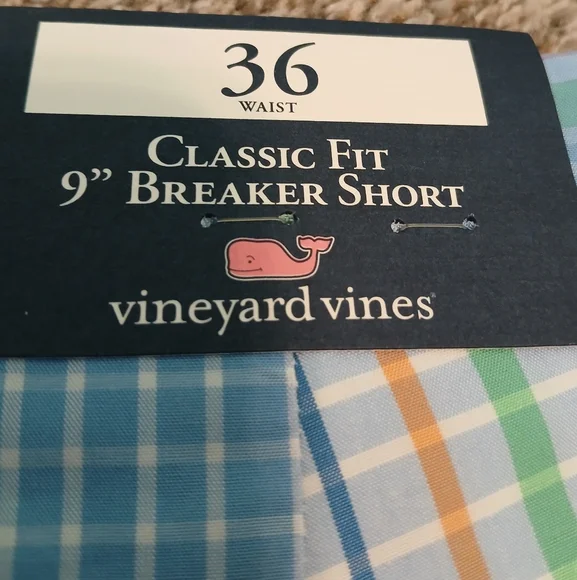 36
WAIST
CLASSIC FIT
9” BREAKER SHORT
vineyard vines